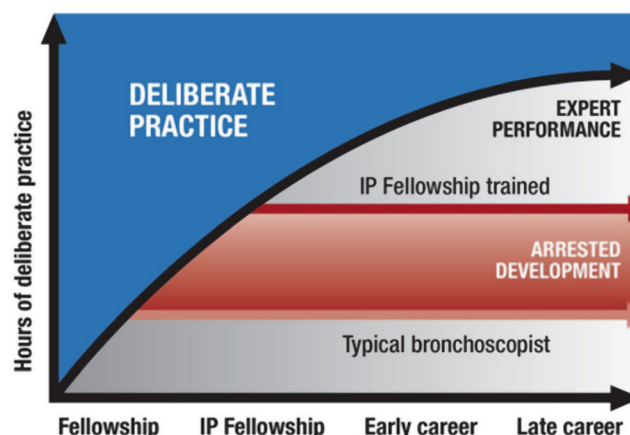 DELIBERATE
PRACTICE
EXPERT
PERFORMANCE
IP Fellowship trained
ARRESTED
DEVELOPMENT
Typical bronchoscopist
Hours of deliberate practice
Fellowship IP Fellowship Early career Late career